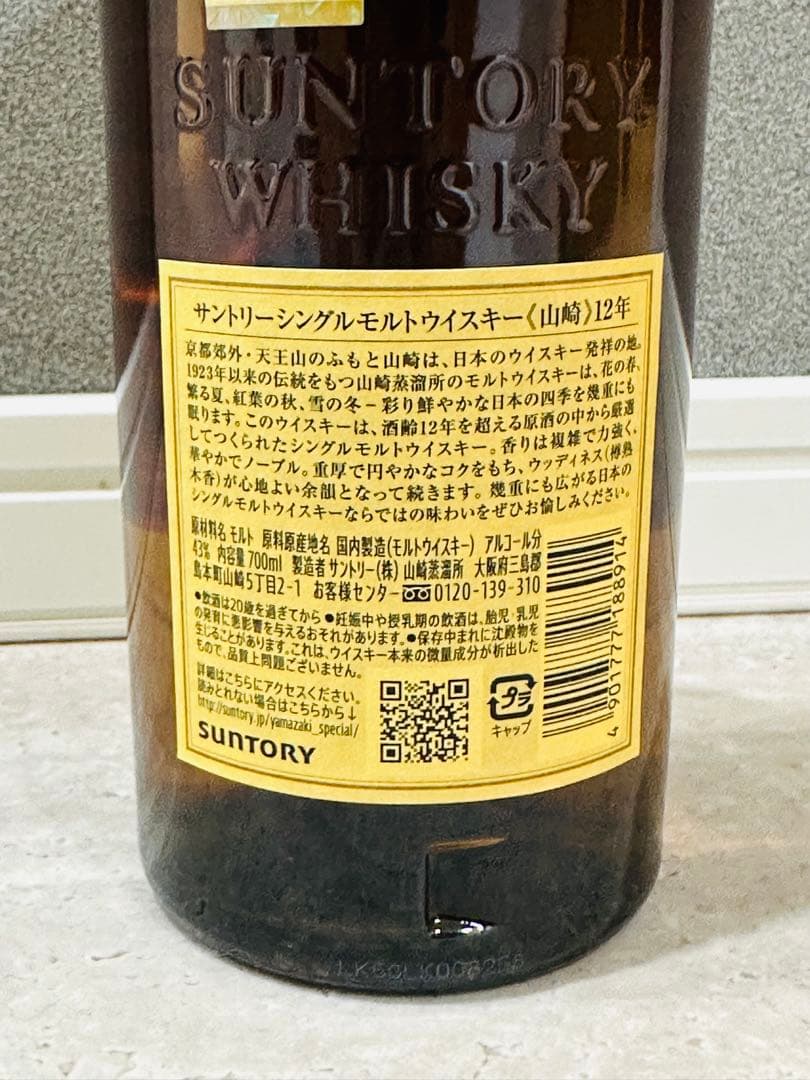 SUNTORY
WHISKY
サントリーシングルモルトウイスキー《山崎》12年
京都郊外・天王山のふもと山崎は、日本のウイスキー発祥の地。
1923年以来の伝統をもつ山崎蒸溜所のモルトウイスキーは、花の春、
繁る夏、紅葉の秋、雪の冬－彩り鮮やかな日本の四季を幾重にも
眠ります。このウイスキーは、酒齢12年を超える原酒の中から厳選
してつくられたシングルモルトウイスキー。香りは複雑で力強く、
華やかでノーブル。重厚で円やかなコクをもち、ウッディネス(樽熟
木香)が心地よい余韻となって続きます。幾重にも広がる日本の
シングルモルトウイスキーならではの味わいをぜひお愉しみください。
原材料名 モルト 原料原産地名 国内製造(モルトウイスキー) アルコール分
43% 内容量 700ml 製造者 サントリー(株) 山崎蒸溜所 大阪府三島郡
島本町山崎5丁目2-1 お客様センター 0120-139-310
●飲酒は20歳を過ぎてから ●妊娠中や授乳期の飲酒は、胎児・乳児
の発育に悪影響を与えるおそれがあります。●保存中まれに沈殿物を
生じることがあります。これは、ウイスキー本来の微量成分が析出した
もので、品質上問題ございません。
詳細はこちらにアクセスください。
読みとれない場合はこちらから↓
http://suntory.jp/yamazaki_special/
SUNTORY
プラ
キャップ
4 901777 188914